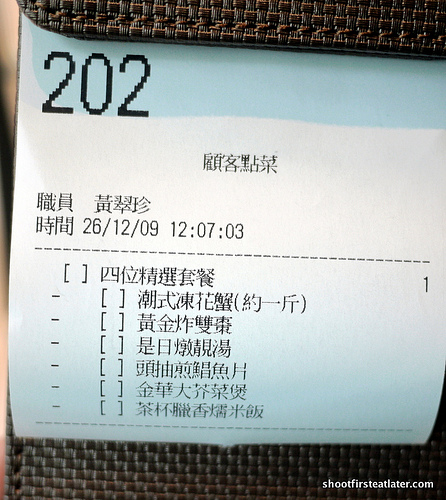 202
顧客點菜
職員 黃翠珍
時間 26/12/09 12:07:03
[ ] 四位精選套餐 1
- [ ] 潮式凍花蟹(約一斤)
- [ ] 黃金炸雙棗
- [ ] 是日燉靚湯
- [ ] 頭抽煎鯧魚片
- [ ] 金華大芥菜煲
- [ ] 茶杯臘香糯米飯
shootfirsteatlater.com